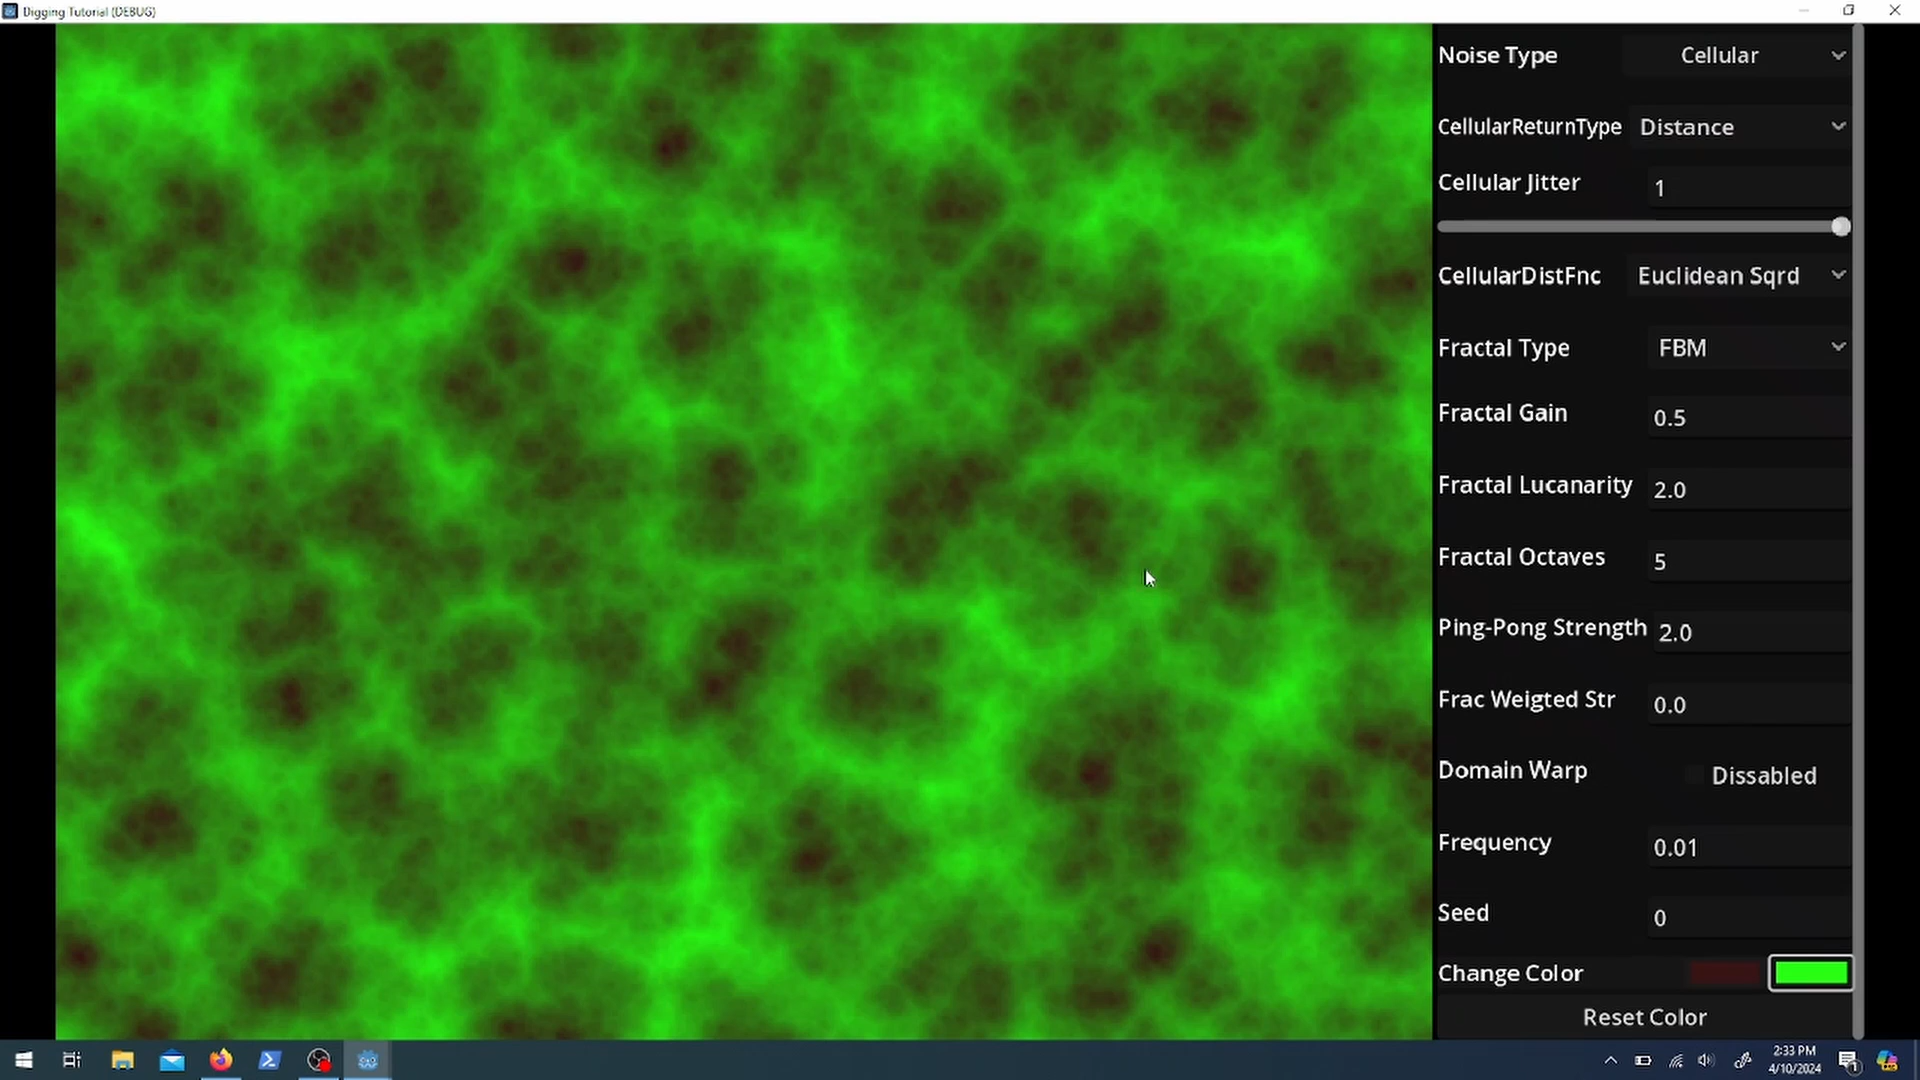 Digging Tutorial (DEBUG)
Noise Type Cellular
CellularReturnType Distance
Cellular Jitter 1
CellularDistFnc Euclidean Sqrd
Fractal Type FBM
Fractal Gain 0.5
Fractal Lucanarity 2.0
Fractal Octaves 5
Ping-Pong Strength 2.0
Frac Weigted Str 0.0
Domain Warp Dissabled
Frequency 0.01
Seed 0
Change Color
Reset Color
2:33 PM
4/10/2024